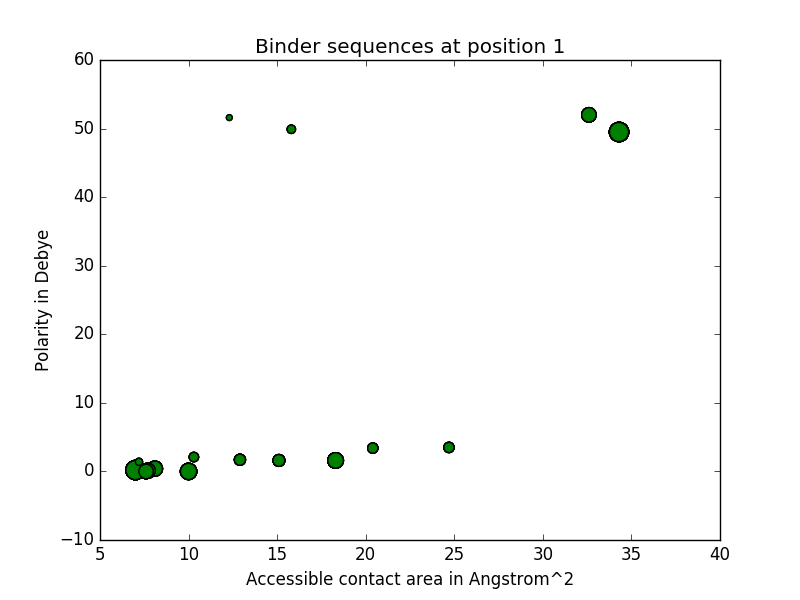 Binder sequences at position 1
60
50
40
30
20
10
0
−10
Polarity in Debye
5 10 15 20 25 30 35 40
Accessible contact area in Angstrom^2